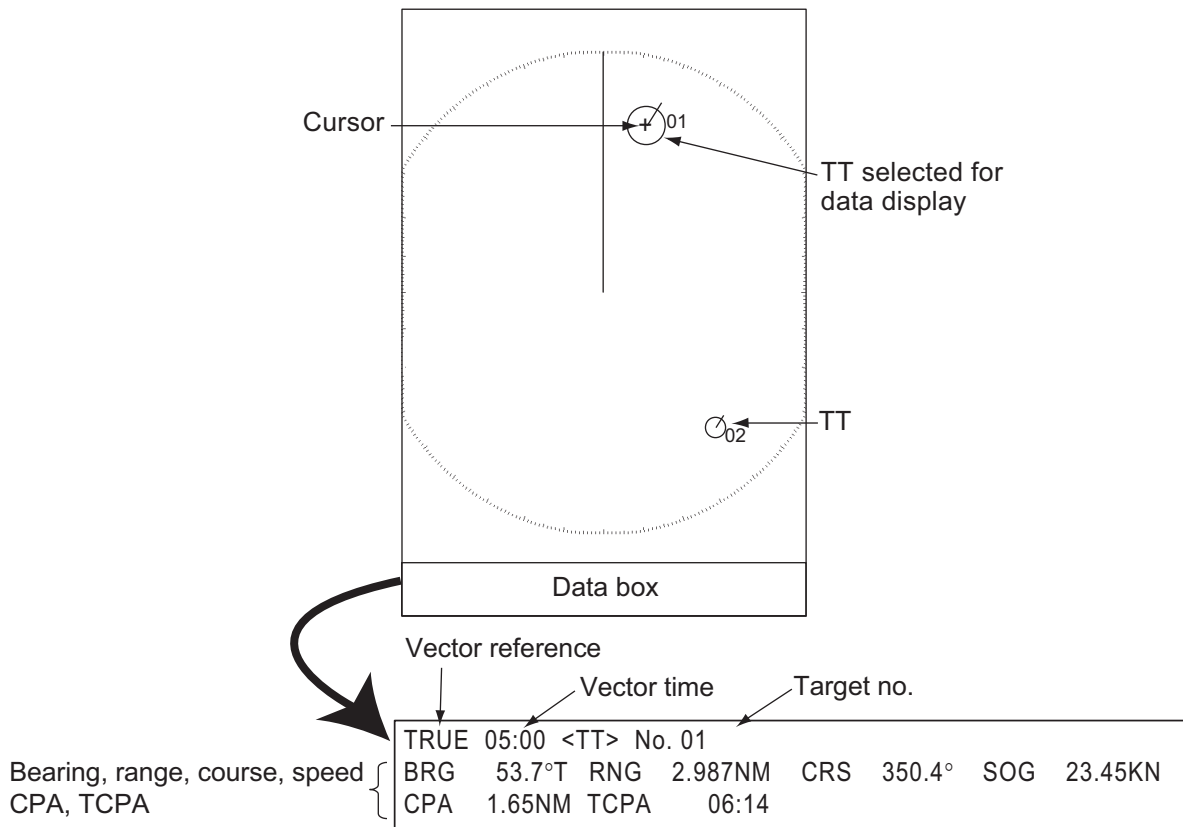 Cursor
01
TT selected for
data display
TT
02
Data box
Vector reference
Vector time
Target no.
TRUE 05:00 <TT> No. 01
Bearing, range, course, speed
BRG 53.7°T RNG 2.987NM CRS 350.4° SOG 23.45KN
CPA, TCPA
CPA 1.65NM TCPA 06:14